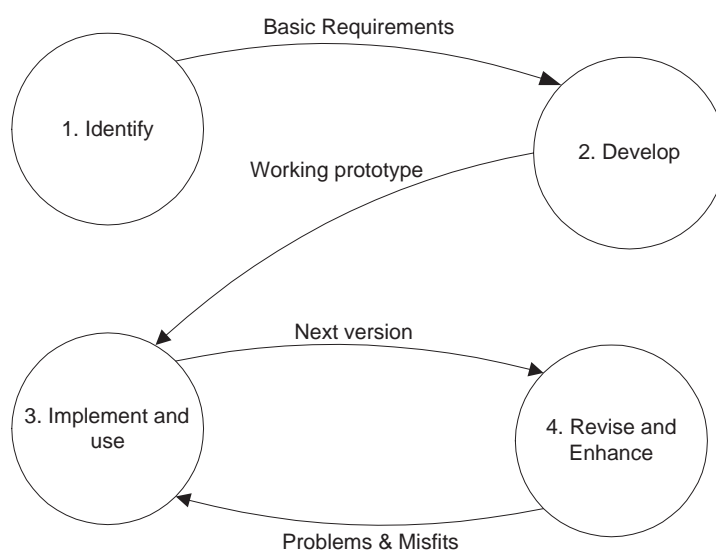 Basic Requirements
1. Identify
2. Develop
Working prototype
Next version
3. Implement and
use
4. Revise and
Enhance
Problems & Misfits